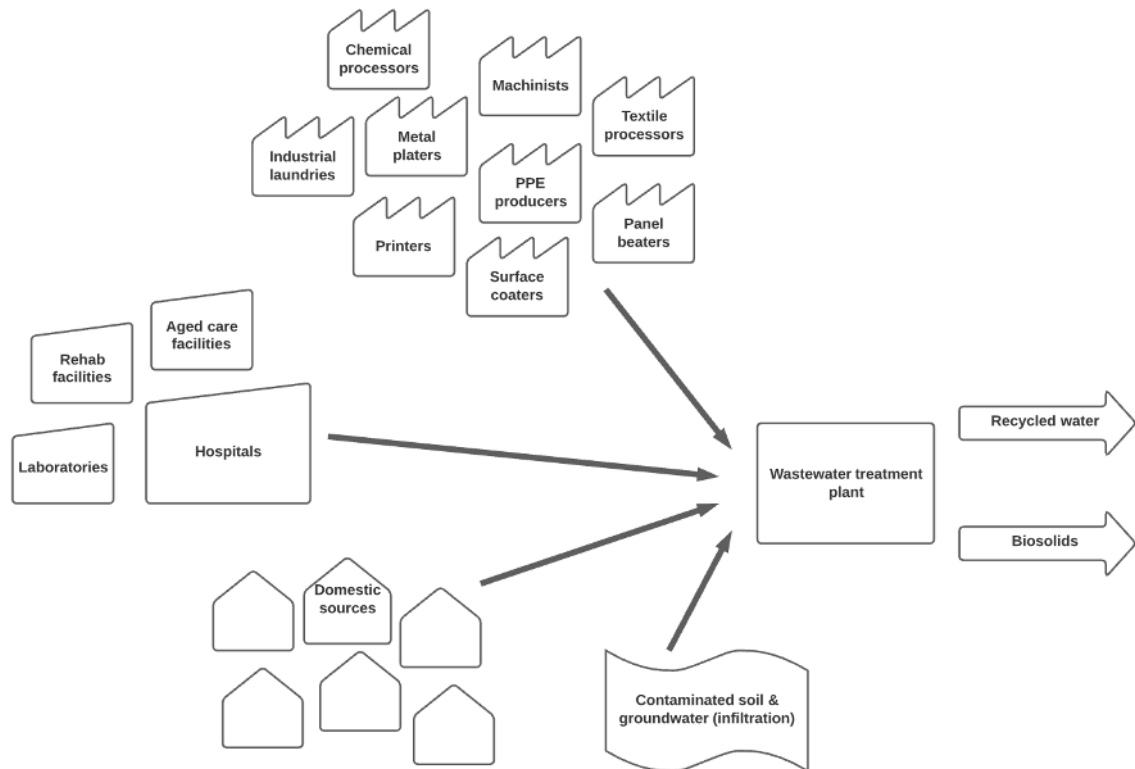 Chemical
processors
Machinists
Textile
processors
Metal
platers
Industrial
laundries
PPE
producers
Panel
beaters
Printers
Surface
coaters
Aged care
facilities
Rehab
facilities
Hospitals
Laboratories
Recycled water
Wastewater treatment
plant
Biosolids
Domestic
sources
Contaminated soil &
groundwater (infiltration)